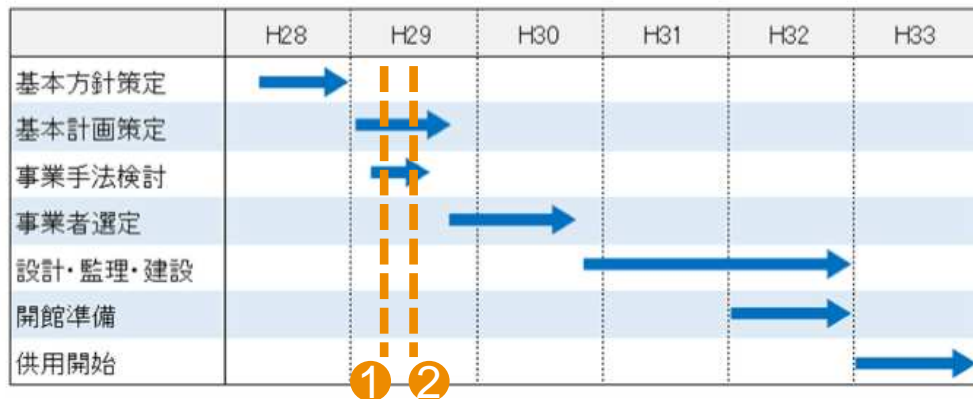 H28 H29 H30 H31 H32 H33
基本方針策定
基本計画策定
事業手法検討
事業者選定
設計・監理・建設
開館準備
供用開始
1 2